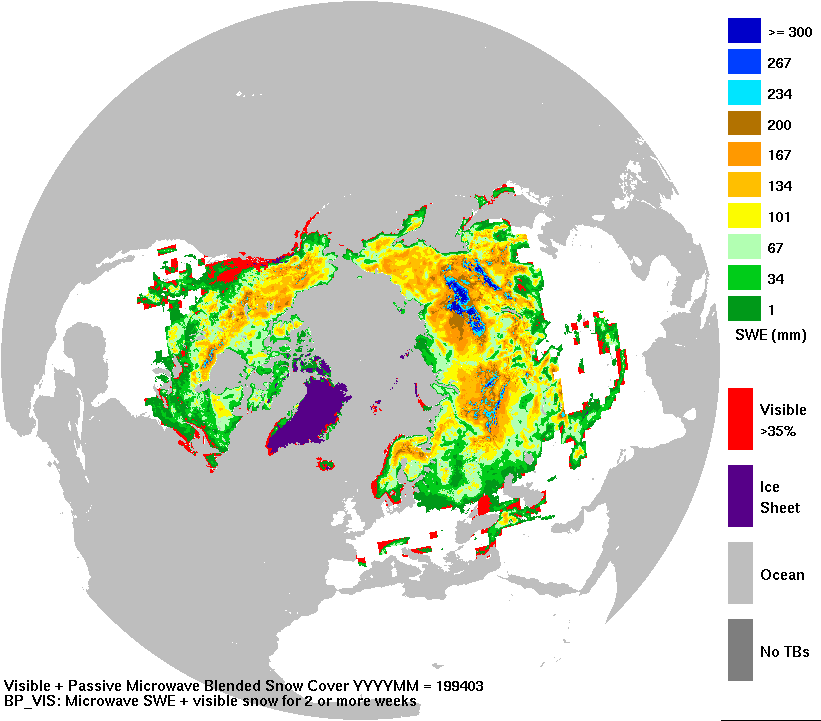 >= 300
267
234
200
167
134
101
67
34
1
SWE (mm)
Visible
>35%
Ice
Sheet
Ocean
No TBs
Visible + Passive Microwave Blended Snow Cover YYYYMM = 199403
BP_VIS: Microwave SWE + visible snow for 2 or more weeks